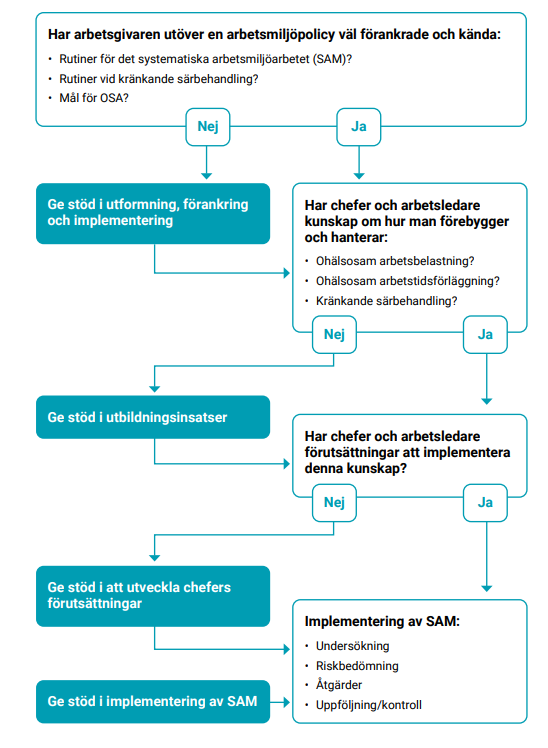 Har arbetsgivaren utöver en arbetsmiljöpolicy väl förankrade och kända:
• Rutiner för det systematiska arbetsmiljöarbetet (SAM)?
• Rutiner vid kränkande särbehandling?
• Mål för OSA?
Nej
Ja
Ge stöd i utformning, förankring
och implementering
Har chefer och arbetsledare
kunskap om hur man förebygger
och hanterar:
• Ohälsosam arbetsbelastning?
• Ohälsosam arbetstidsförläggning?
• Kränkande särbehandling?
Nej
Ja
Ge stöd i utbildningsinsatser
Har chefer och arbetsledare
förutsättningar att implementera
denna kunskap?
Nej
Ja
Ge stöd i att utveckla chefers
förutsättningar
Implementering av SAM:
• Undersökning
• Riskbedömning
• Åtgärder
• Uppföljning/kontroll
Ge stöd i implementering av SAM